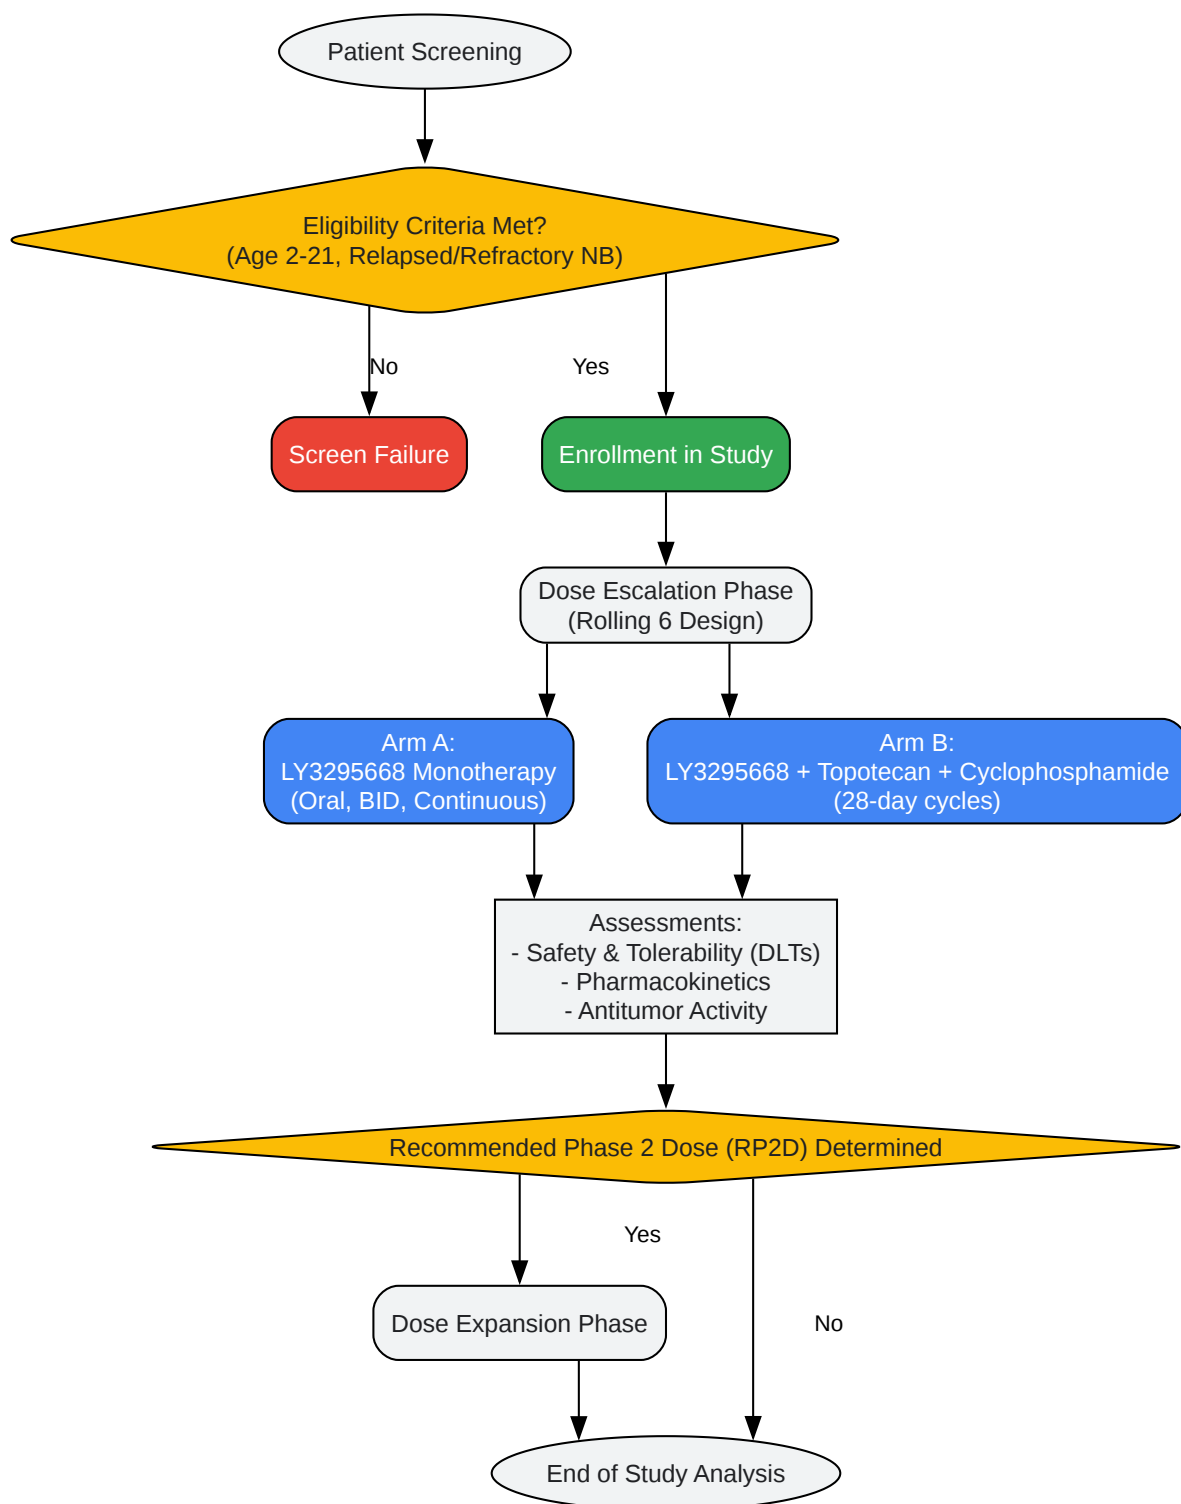 Patient Screening
Eligibility Criteria Met?
(Age 2-21, Relapsed/Refractory NB)
No
Yes
Screen Failure
Enrollment in Study
Dose Escalation Phase
(Rolling 6 Design)
Arm A:
LY3295668 Monotherapy
(Oral, BID, Continuous)
Arm B:
LY3295668 + Topotecan + Cyclophosphamide
(28-day cycles)
Assessments:
- Safety & Tolerability (DLTs)
- Pharmacokinetics
- Antitumor Activity
Recommended Phase 2 Dose (RP2D) Determined
Yes
Dose Expansion Phase
No
End of Study Analysis